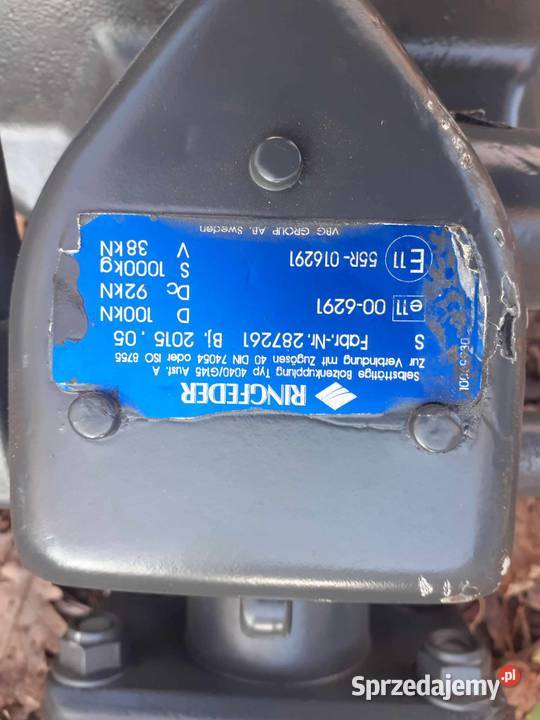 RINGFEDER
Selbsttätige Bolzenkupplung Typ 4040/G145 Ausf. A
zur Verbindung mit Zugösen 40 DIN 74054 oder ISO 8755
S Fabr.-Nr. 287261 Bj. 2015 . 05
e11 00-6291 D 100kN
Dc 92kN
E11 55R-016291 S 1000kg
V 38kN
VBG GROUP AB, Sweden
Sprzedajemy.pl